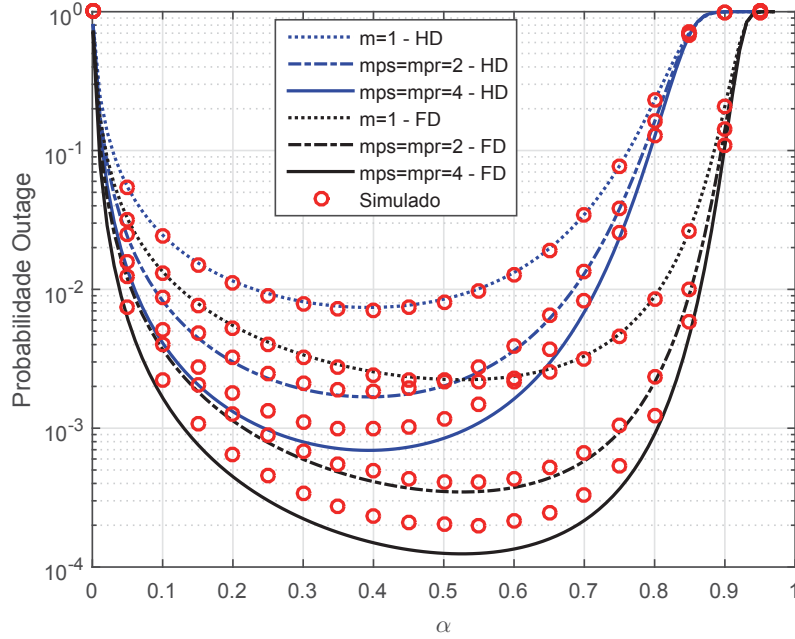 10^0
10^-1
10^-2
10^-3
10^-4
Probabilidade Outage
m=1 - HD
mps=mpr=2 - HD
mps=mpr=4 - HD
m=1 - FD
mps=mpr=2 - FD
mps=mpr=4 - FD
Simulado
0 0.1 0.2 0.3 0.4 0.5 0.6 0.7 0.8 0.9 1
α